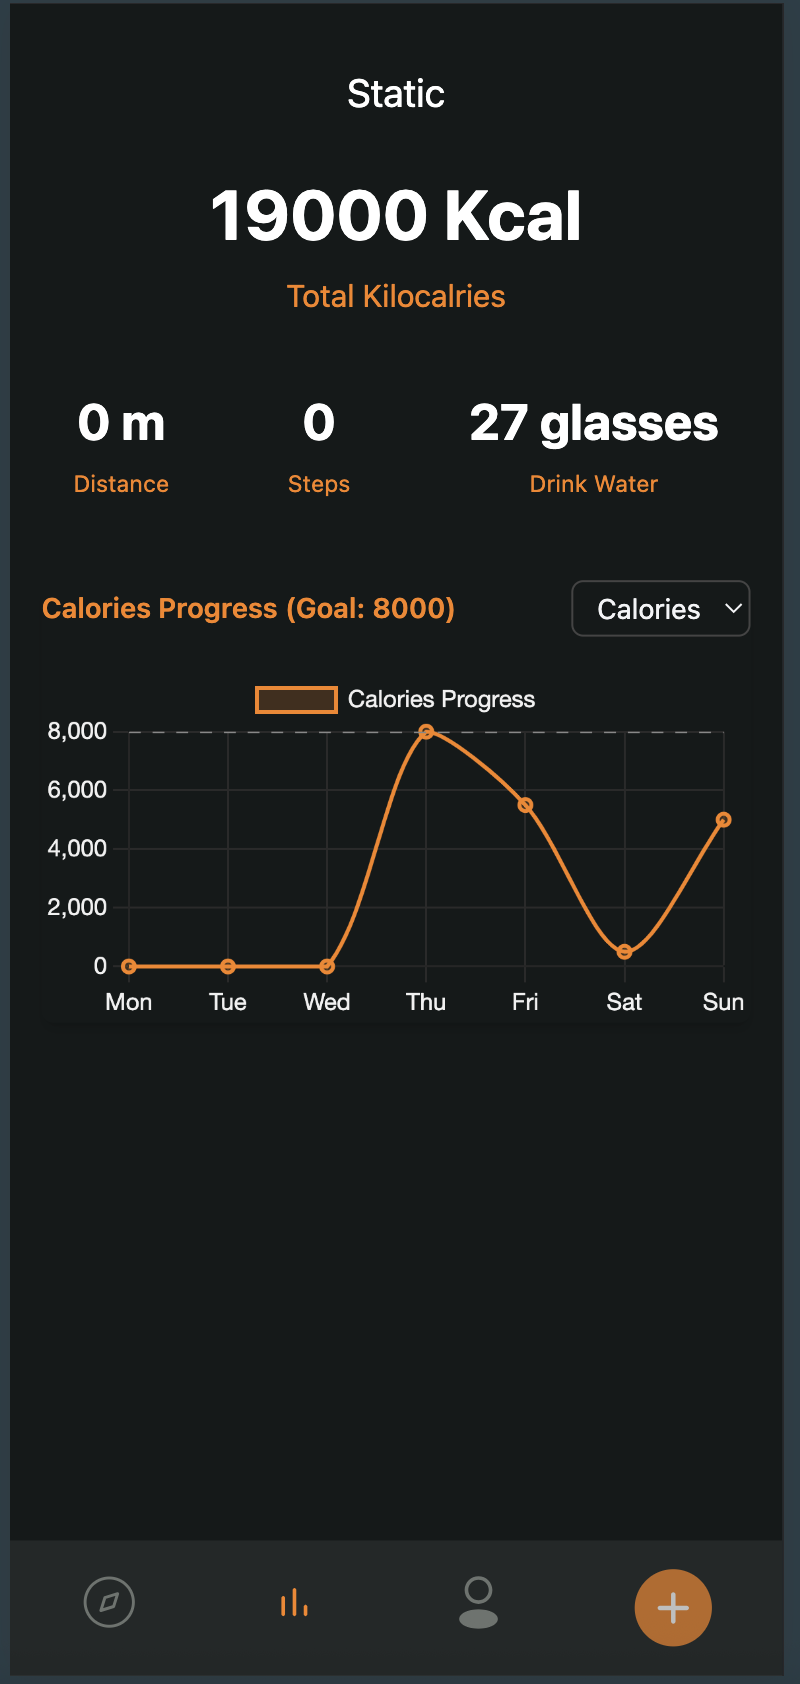 Static
19000 Kcal
Total Kilocalries
0 m 0 27 glasses
Distance Steps Drink Water
Calories Progress (Goal: 8000) Calories
Calories Progress
8,000
6,000
4,000
2,000
0
Mon Tue Wed Thu Fri Sat Sun